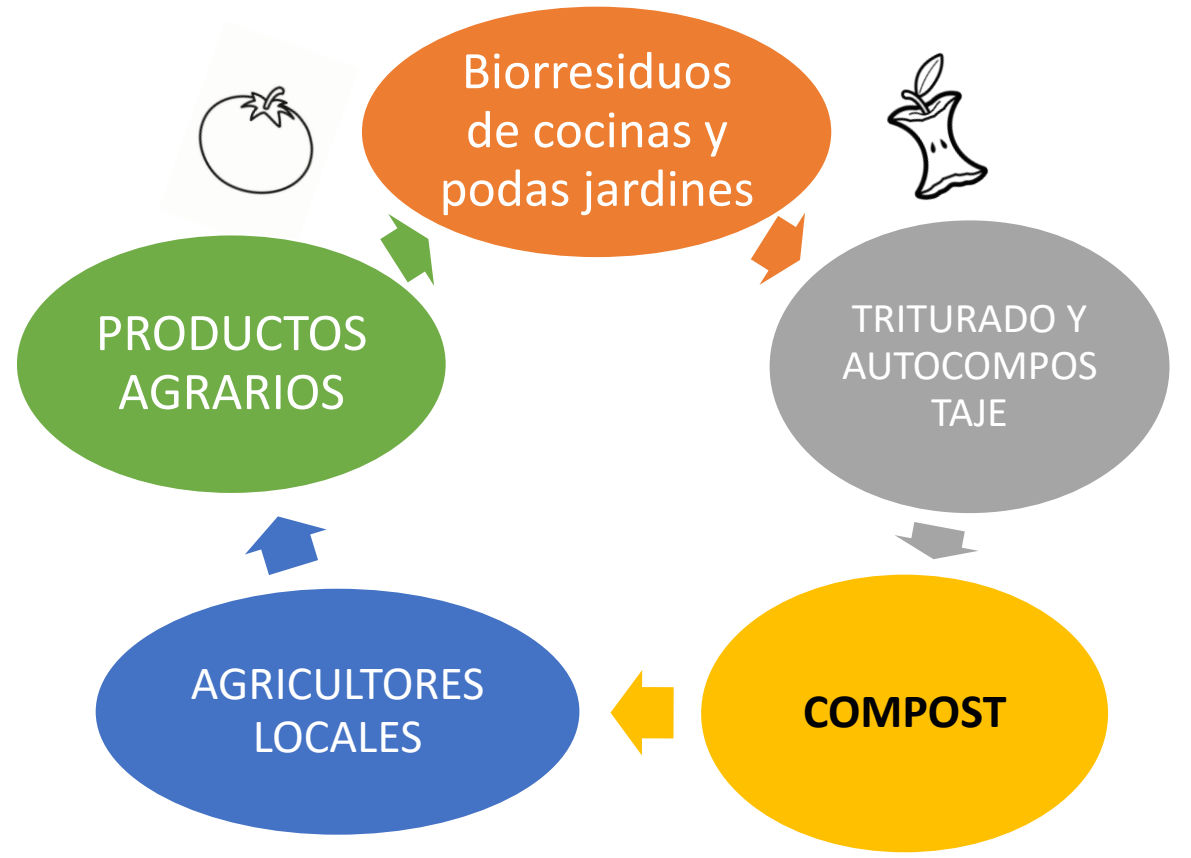 Biorresiduos
de cocinas y
podas jardines
TRITURADO Y
AUTOCOMPOS
TAJE
COMPOST
AGRICULTORES
LOCALES
PRODUCTOS
AGRARIOS